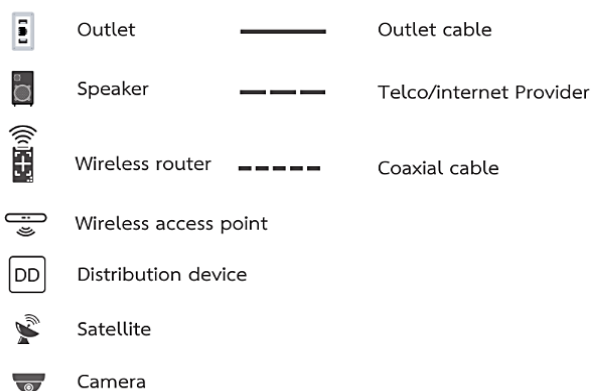 Outlet
Outlet cable
Speaker
Telco/internet Provider
Wireless router
Coaxial cable
Wireless access point
DD
Distribution device
Satellite
Camera